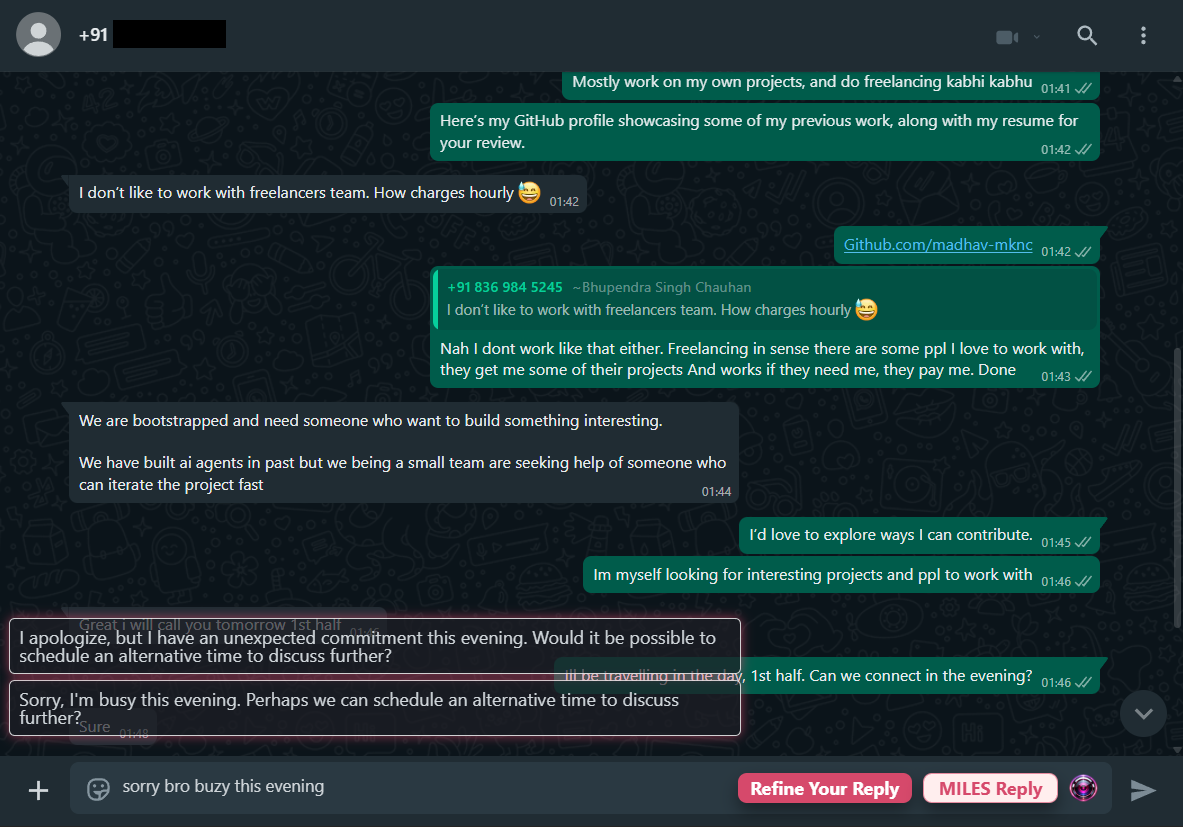 +91
Mostly work on my own projects, and do freelancing kabhi kabhu 01:41
Here's my GitHub profile showcasing some of my previous work, along with my resume for
your review. 01:42
I don't like to work with freelancers team. How charges hourly 😅 01:42
Github.com/madhav-mknc 01:42
+91 836 984 5245 ~Bhupendra Singh Chauhan
I don't like to work with freelancers team. How charges hourly 😅
Nah I dont work like that either. Freelancing in sense there are some ppl I love to work with,
they get me some of their projects And works if they need me, they pay me. Done 01:43
We are bootstrapped and need someone who want to build something interesting.
We have built ai agents in past but we being a small team are seeking help of someone who
can iterate the project fast 01:44
I'd love to explore ways I can contribute. 01:45
Im myself looking for interesting projects and ppl to work with 01:46
Great i will call you tomorrow 1st half 01:46
I apologize, but I have an unexpected commitment this evening. Would it be possible to
schedule an alternative time to discuss further?
Ill be travelling in the day, 1st half. Can we connect in the evening? 01:46
Sorry, I'm busy this evening. Perhaps we can schedule an alternative time to discuss
further?
Sure 01:48
sorry bro buzy this evening
Refine Your Reply
MILES Reply